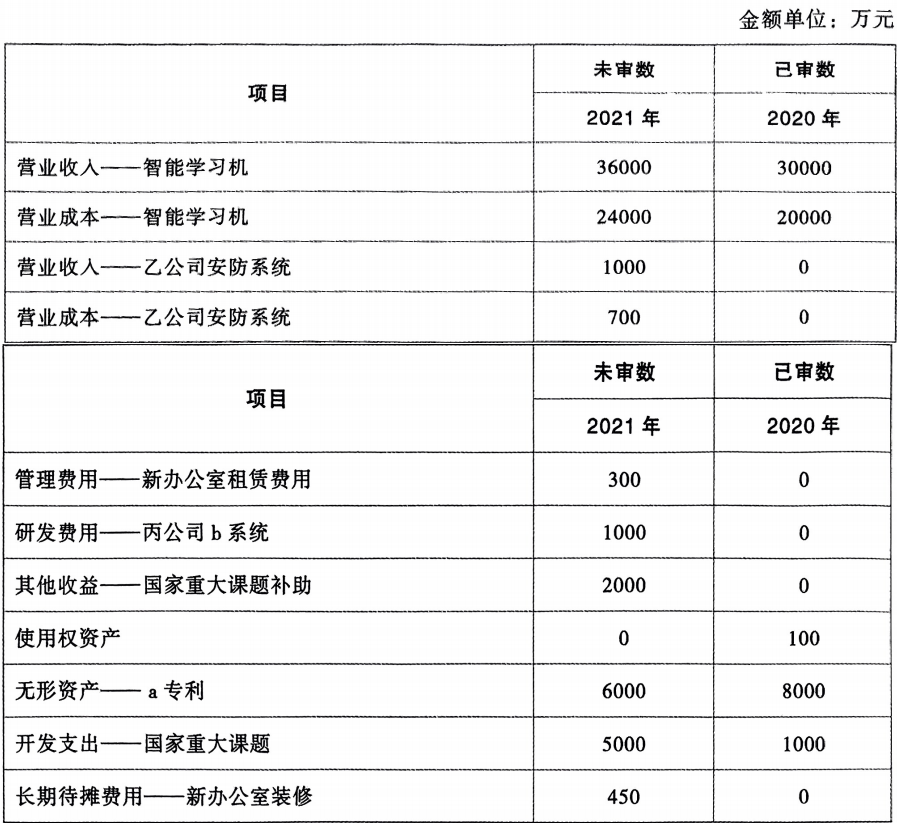 金额单位：万元
项目 未审数 已审数
2021 年 2020 年
营业收入——智能学习机 36000 30000
营业成本——智能学习机 24000 20000
营业收入——乙公司安防系统 1000 0
营业成本——乙公司安防系统 700 0
项目 未审数 已审数
2021 年 2020 年
管理费用——新办公室租赁费用 300 0
研发费用——丙公司 b 系统 1000 0
其他收益——国家重大课题补助 2000 0
使用权资产 0 100
无形资产—— a 专利 6000 8000
开发支出——国家重大课题 5000 1000
长期待摊费用——新办公室装修 450 0